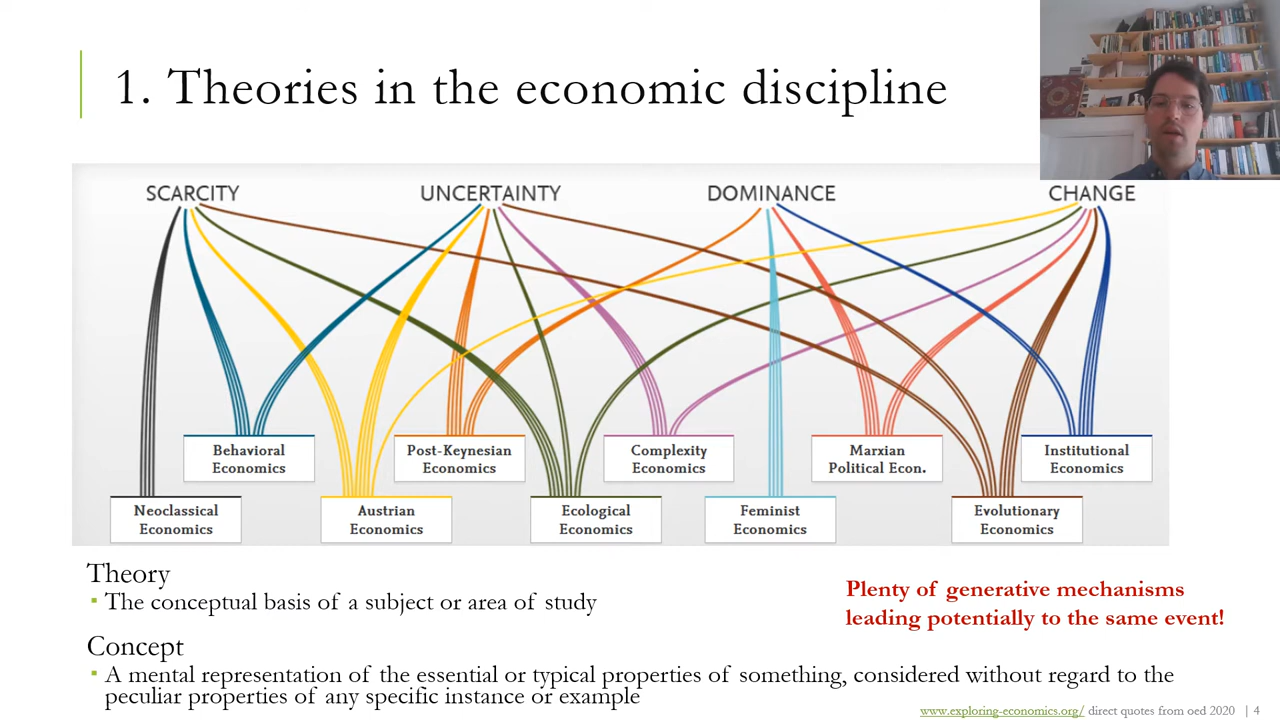 1. Theories in the economic discipline
SCARCITY
UNCERTAINTY
DOMINANCE
CHANGE
Behavioral
Economics
Post-Keynesian
Economics
Complexity
Economics
Marxian
Political Econ.
Institutional
Economics
Neoclassical
Economics
Austrian
Economics
Ecological
Economics
Feminist
Economics
Evolutionary
Economics
Theory
The conceptual basis of a subject or area of study
Plenty of generative mechanisms
leading potentially to the same event!
Concept
A mental representation of the essential or typical properties of something, considered without regard to the
peculiar properties of any specific instance or example
www.exploring-economics.org/ direct quotes from oed 2020 | 4